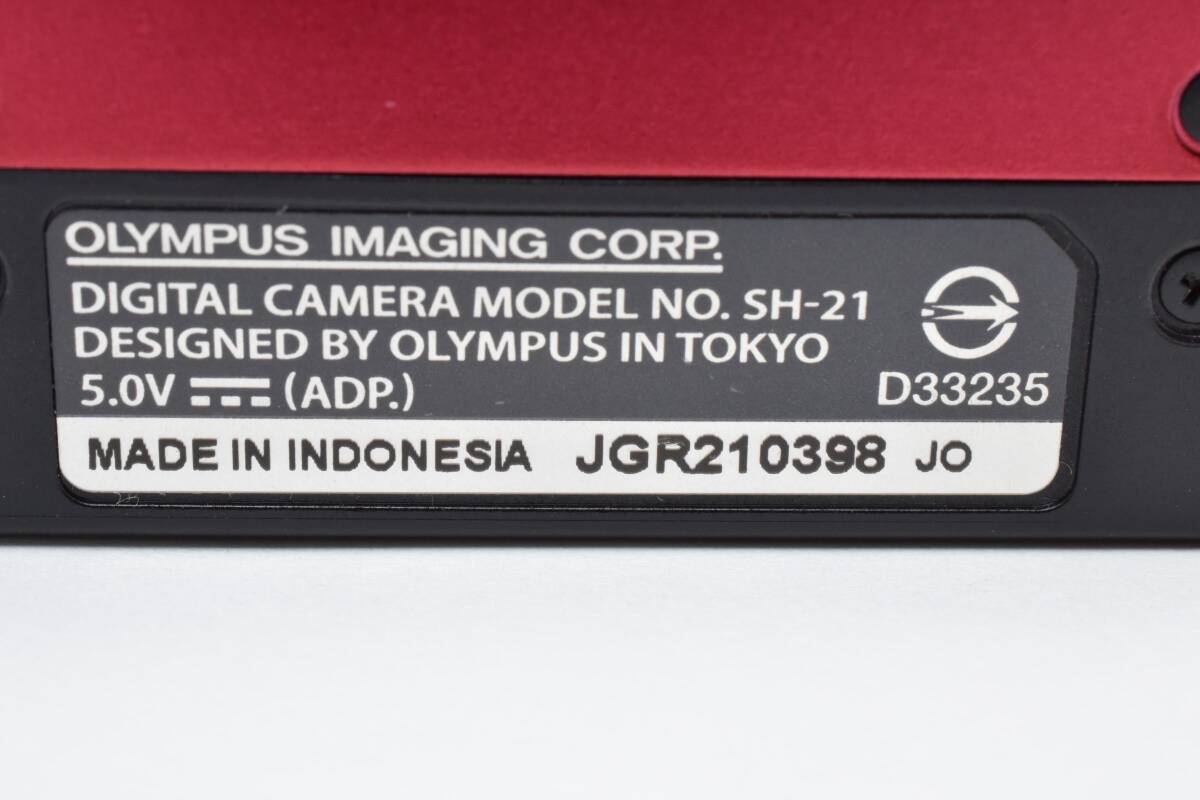 OLYMPUS IMAGING CORP.
DIGITAL CAMERA MODEL NO. SH-21
DESIGNED BY OLYMPUS IN TOKYO
5.0V ⎓ (ADP.)
D33235
MADE IN INDONESIA JGR210398 JO